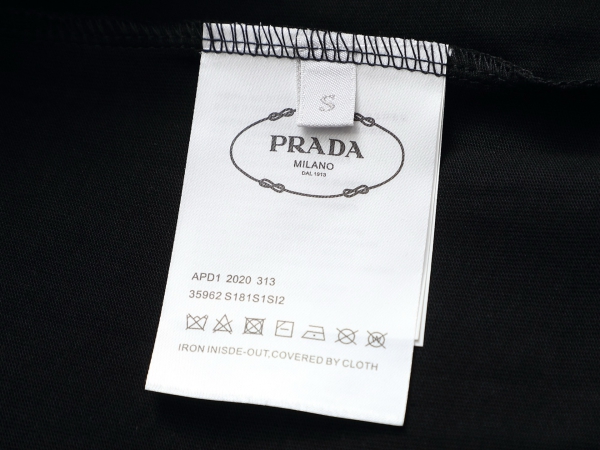 S
PRADA
MILANO
DAL 1913
APD1 2020 313
35962 S181S1SI2
IRON INISDE-OUT,COVERED BY CLOTH